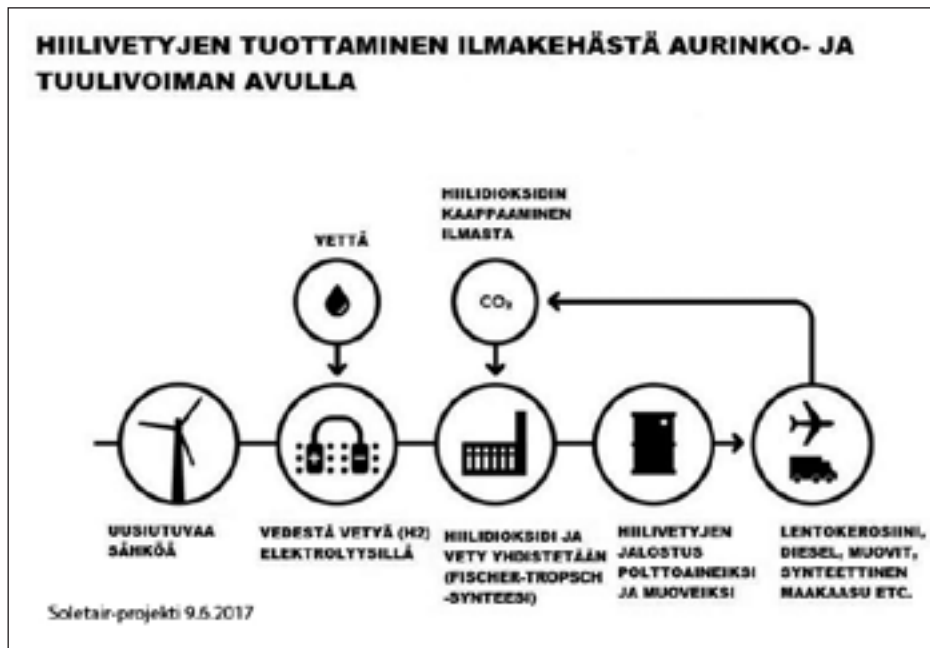 HIILIVETYJEN TUOTTAMINEN ILMAKEHÄSTÄ AURINKO- JA
TUULIVOIMAN AVULLA
VETTÄ
HIILIDIOKSIDIN
KAAPPAAMINEN
ILMASTA
CO₂
UUSIUTUVAA
SÄHKÖÄ
VEDESTÄ VETYÄ (H2)
ELEKTROLYYSILLÄ
HIILIDIOKSIDI JA
VETY YHDISTETÄÄN
(FISCHER-TROPSCH
-SYNTEESI)
HIILIVETYJEN
JALOSTUS
POLTTOAINEIKSI
JA MUOVEIKSI
LENTOKEROSIINI,
DIESEL, MUOVIT,
SYNTEETTINEN
MAAKAASU ETC.
Soletair-projekti 9.6.2017